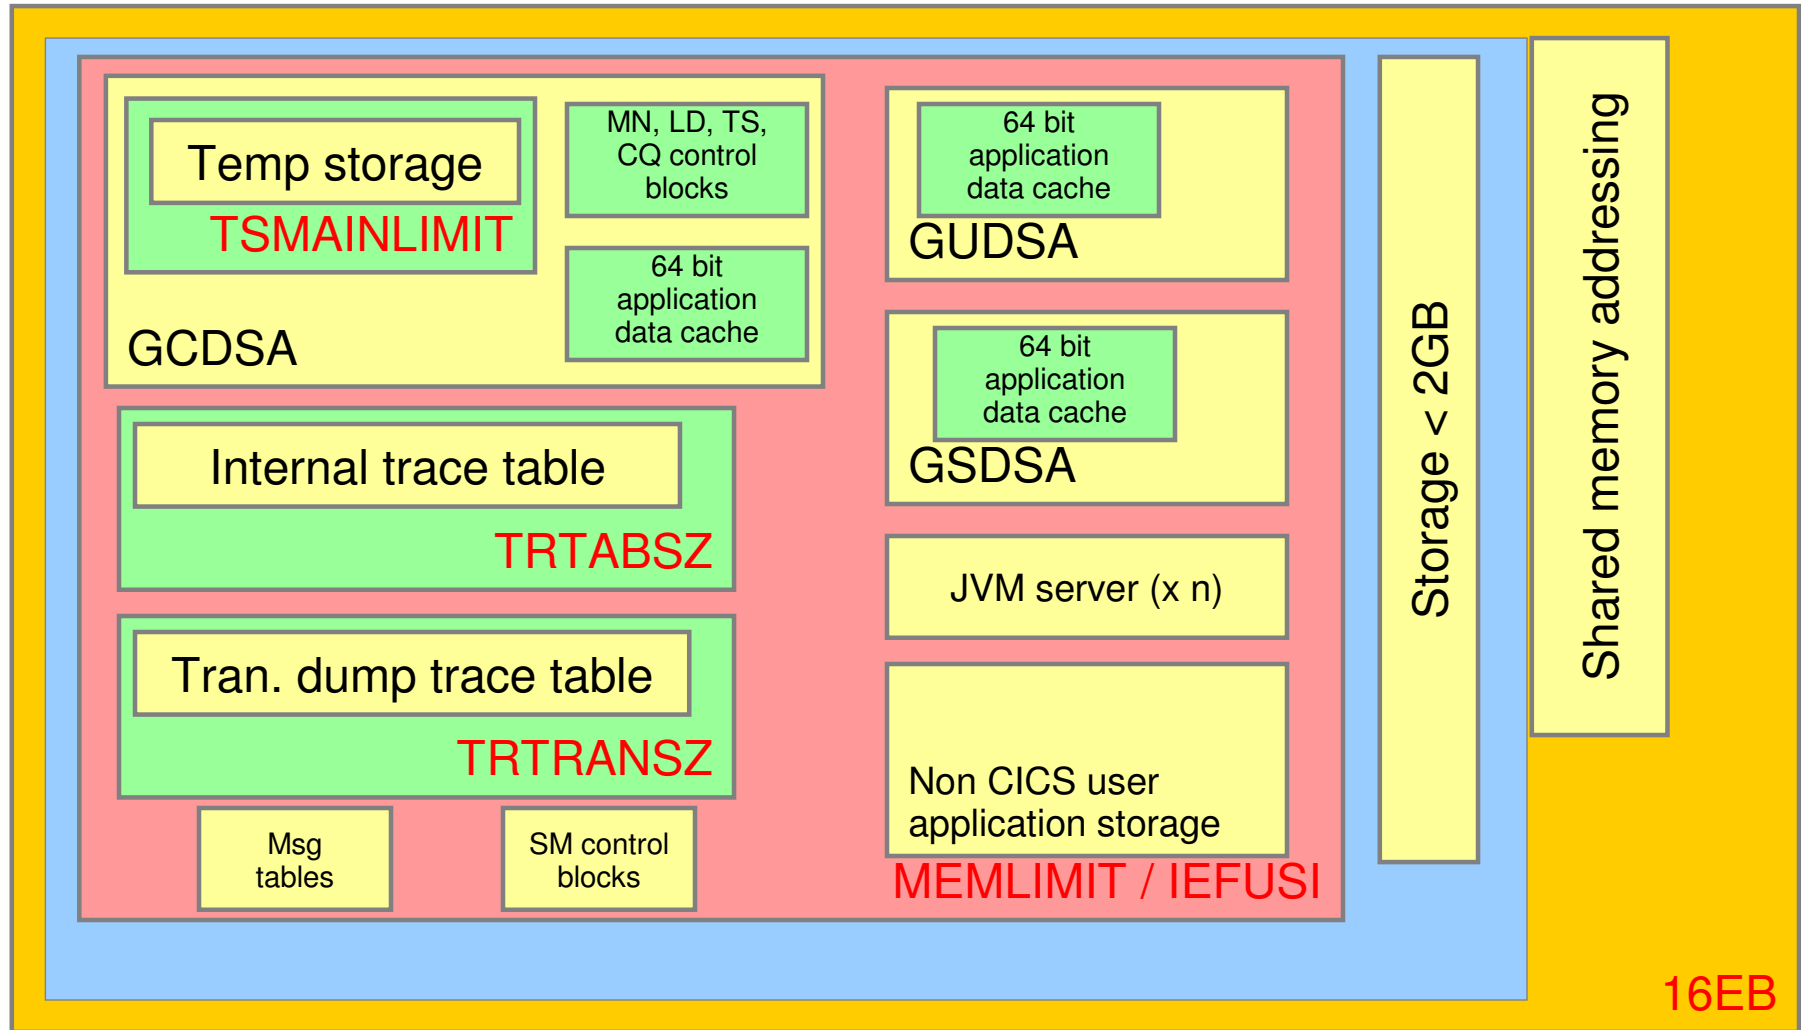 Temp storage
TSMAINLIMIT
GCDSA
MN, LD, TS,
CQ control
blocks
64 bit
application
data cache
Internal trace table
TRTABSZ
Tran. dump trace table
TRTRANSZ
Msg
tables
SM control
blocks
64 bit
application
data cache
GUDSA
64 bit
application
data cache
GSDSA
JVM server (x n)
Non CICS user
application storage
MEMLIMIT / IEFUSI
Storage < 2GB
Shared memory addressing
16EB